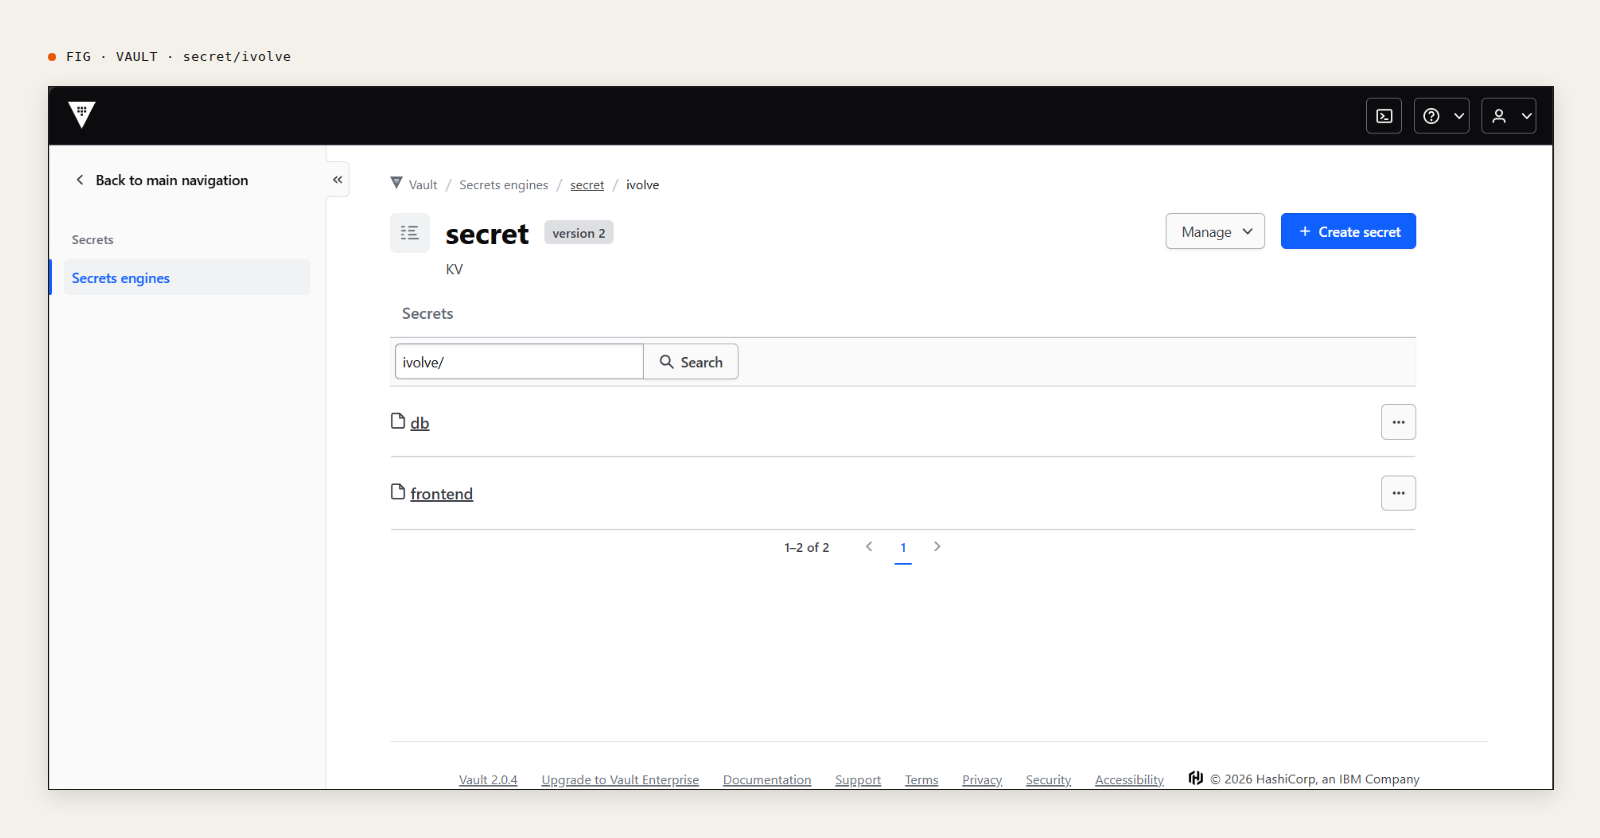 FIG · VAULT · secret/ivolve
Back to main navigation
Secrets
Secrets engines
Vault / Secrets engines / secret / ivolve
secret version 2
KV
Manage
+ Create secret
Secrets
ivolve/ Search
db
frontend
1–2 of 2 1
Vault 2.0.4 Upgrade to Vault Enterprise Documentation Support Terms Privacy Security Accessibility © 2026 HashiCorp, an IBM Company